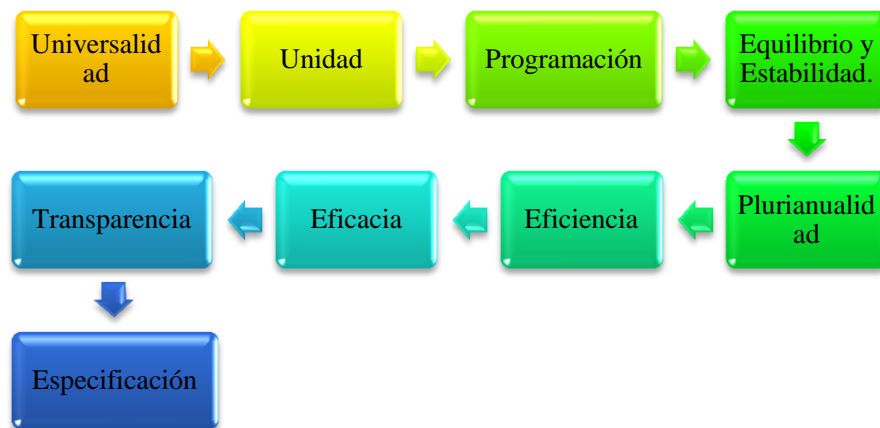 Universalid
ad
Unidad
Programación
Equilibrio y
Estabilidad.
Plurianualid
ad
Eficiencia
Eficacia
Transparencia
Especificación